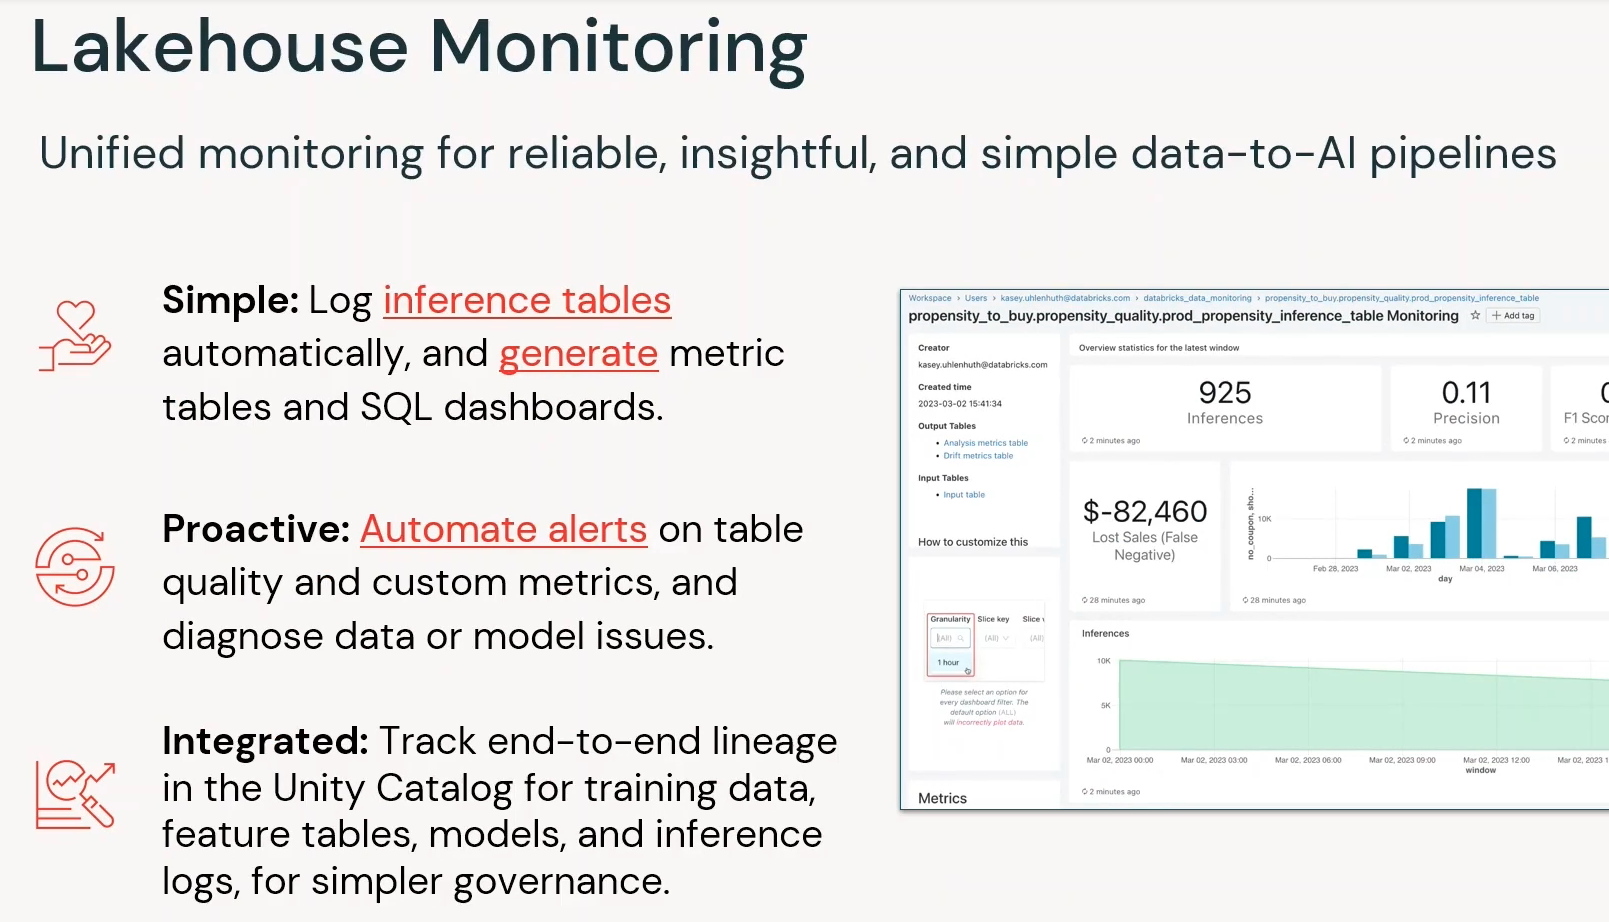 Lakehouse Monitoring
Unified monitoring for reliable, insightful, and simple data-to-AI pipelines
Simple: Log inference tables
automatically, and generate metric
tables and SQL dashboards.
Proactive: Automate alerts on table
quality and custom metrics, and
diagnose data or model issues.
Integrated: Track end-to-end lineage
in the Unity Catalog for training data,
feature tables, models, and inference
logs, for simpler governance.
Workspace › Users › kasey.uhlenhuth@databricks.com › databricks_data_monitoring › propensity_to_buy.propensity_quality.prod_propensity_inference_table
propensity_to_buy.propensity_quality.prod_propensity_inference_table Monitoring
+ Add tag
Creator
kasey.uhlenhuth@databricks.com
Created time
2023-03-02 15:41:34
Output Tables
• Analysis metrics table
• Drift metrics table
Input Tables
• Input table
How to customize this
Granularity Slice key Slice
(All) (All) (All)
1 hour
Please select an option for
every dashboard filter. The
default option (ALL)
will incorrectly plot data.
Metrics
Overview statistics for the latest window
925
Inferences
2 minutes ago
0.11
Precision
2 minutes ago
F1 Scor
2 minutes
$-82,460
Lost Sales (False
Negative)
28 minutes ago
no_coupon, sho...
10K
0
Feb 28, 2023 Mar 02, 2023 Mar 04, 2023 Mar 06, 2023
day
28 minutes ago
Inferences
10K
5K
0
Mar 02, 2023 00:00 Mar 02, 2023 03:00 Mar 02, 2023 06:00 Mar 02, 2023 09:00 Mar 02, 2023 12:00 Mar 02, 2023 1
window
2 minutes ago